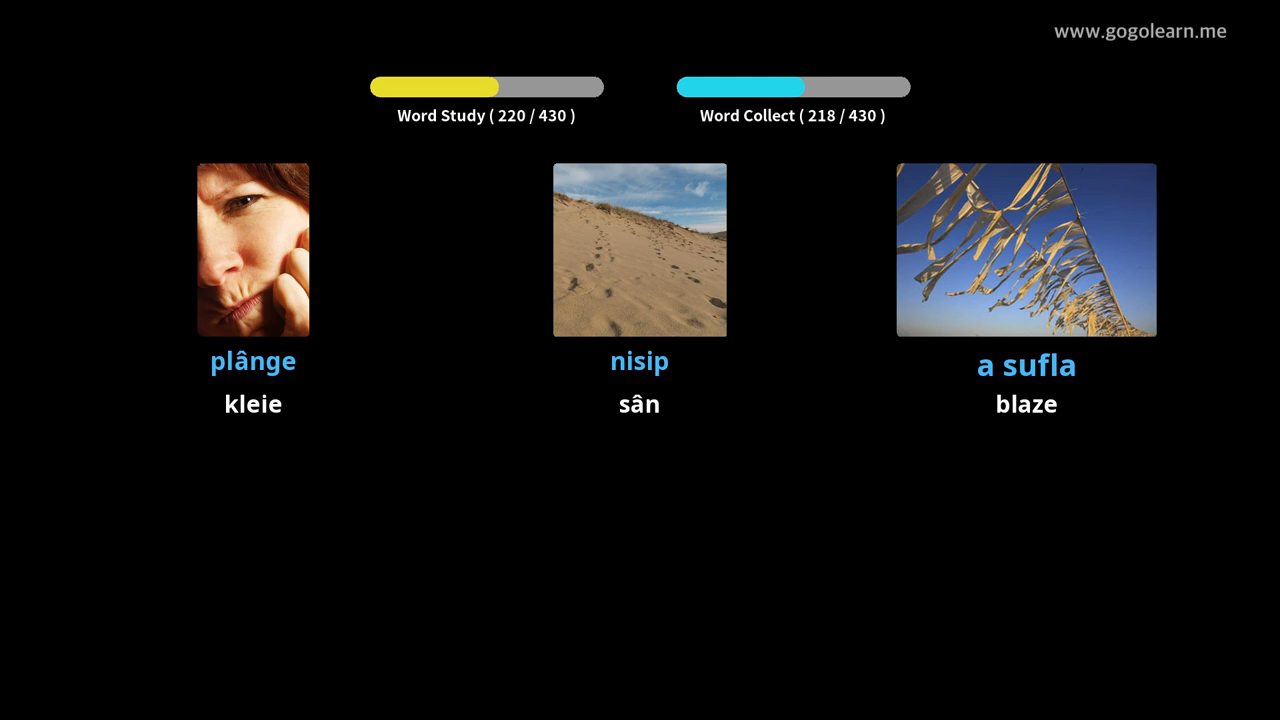 www.gogolearn.me
Word Study ( 220 / 430 )
Word Collect ( 218 / 430 )
plânge
nisip
a sufla
kleie
sân
blaze